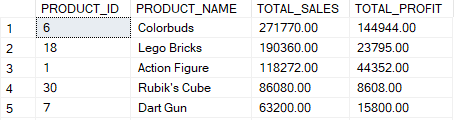 PRODUCT_ID PRODUCT_NAME TOTAL_SALES TOTAL_PROFIT
1 6 Colorbuds 271770.00 144944.00
2 18 Lego Bricks 190360.00 23795.00
3 1 Action Figure 118272.00 44352.00
4 30 Rubik's Cube 86080.00 8608.00
5 7 Dart Gun 63200.00 15800.00